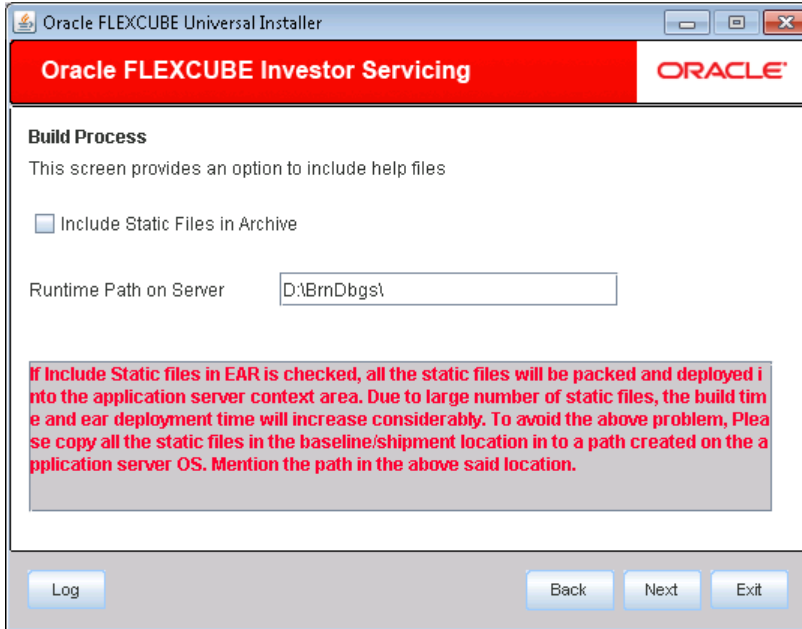 Oracle FLEXCUBE Universal Installer
Oracle FLEXCUBE Investor Servicing
ORACLE
Build Process
This screen provides an option to include help files
Include Static Files in Archive
Runtime Path on Server D:\BrnDbgs\
If Include Static files in EAR is checked, all the static files will be packed and deployed i
nto the application server context area. Due to large number of static files, the build tim
e and ear deployment time will increase considerably. To avoid the above problem, Plea
se copy all the static files in the baseline/shipment location in to a path created on the a
pplication server OS. Mention the path in the above said location.
Log Back Next Exit